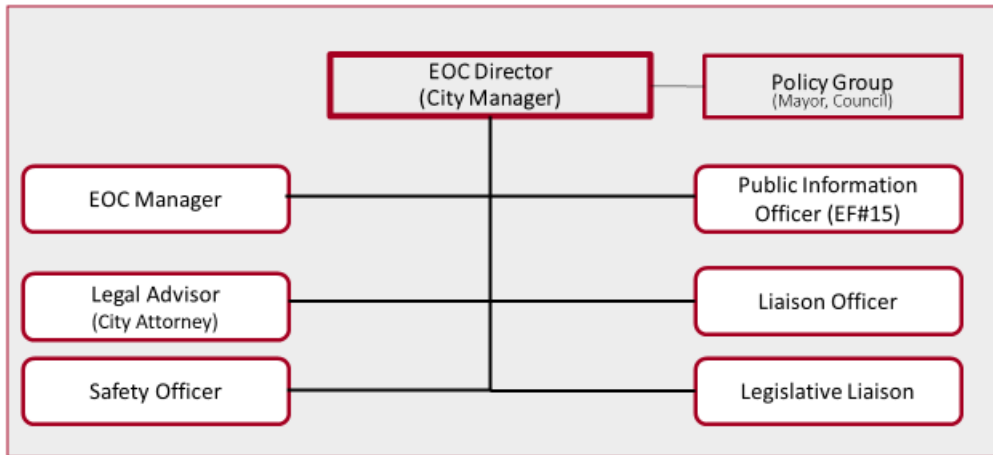 EOC Director
(City Manager)
Policy Group
(Mayor, Council)
EOC Manager
Public Information
Officer (EF#15)
Legal Advisor
(City Attorney)
Liaison Officer
Safety Officer
Legislative Liaison